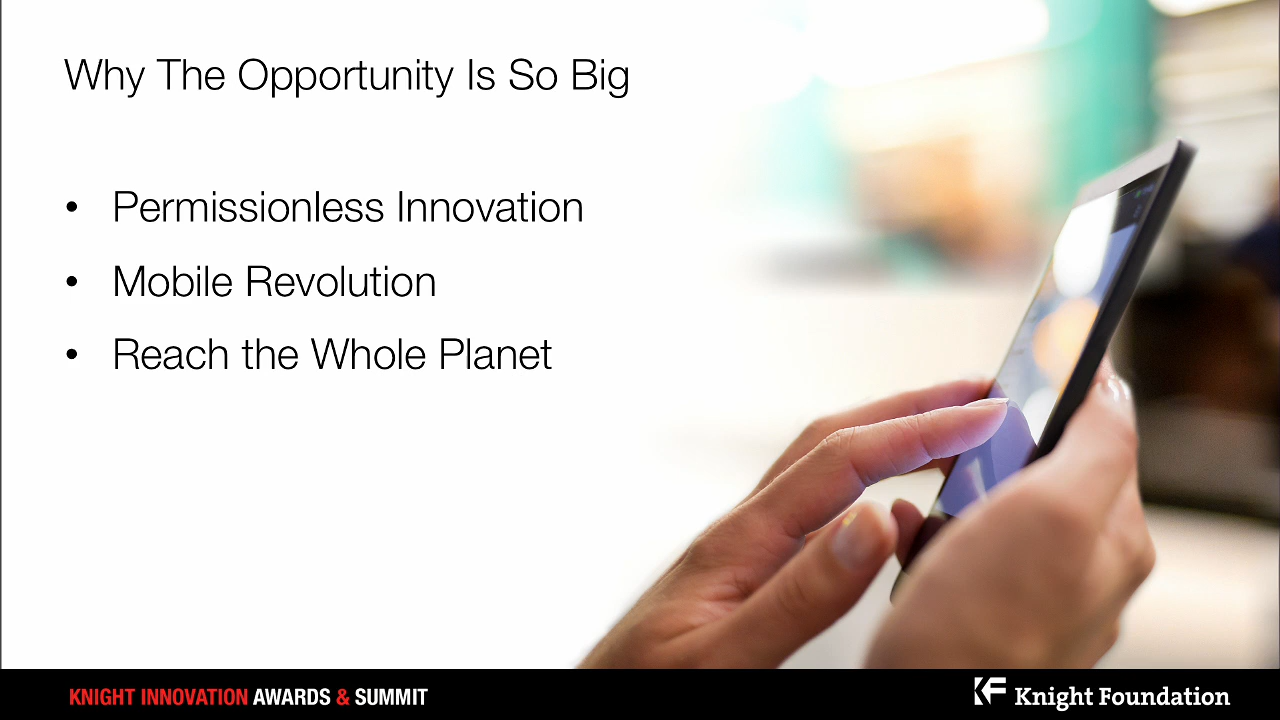 Why The Opportunity Is So Big
• Permissionless Innovation
• Mobile Revolution
• Reach the Whole Planet
KNIGHT INNOVATION AWARDS & SUMMIT
KF Knight Foundation